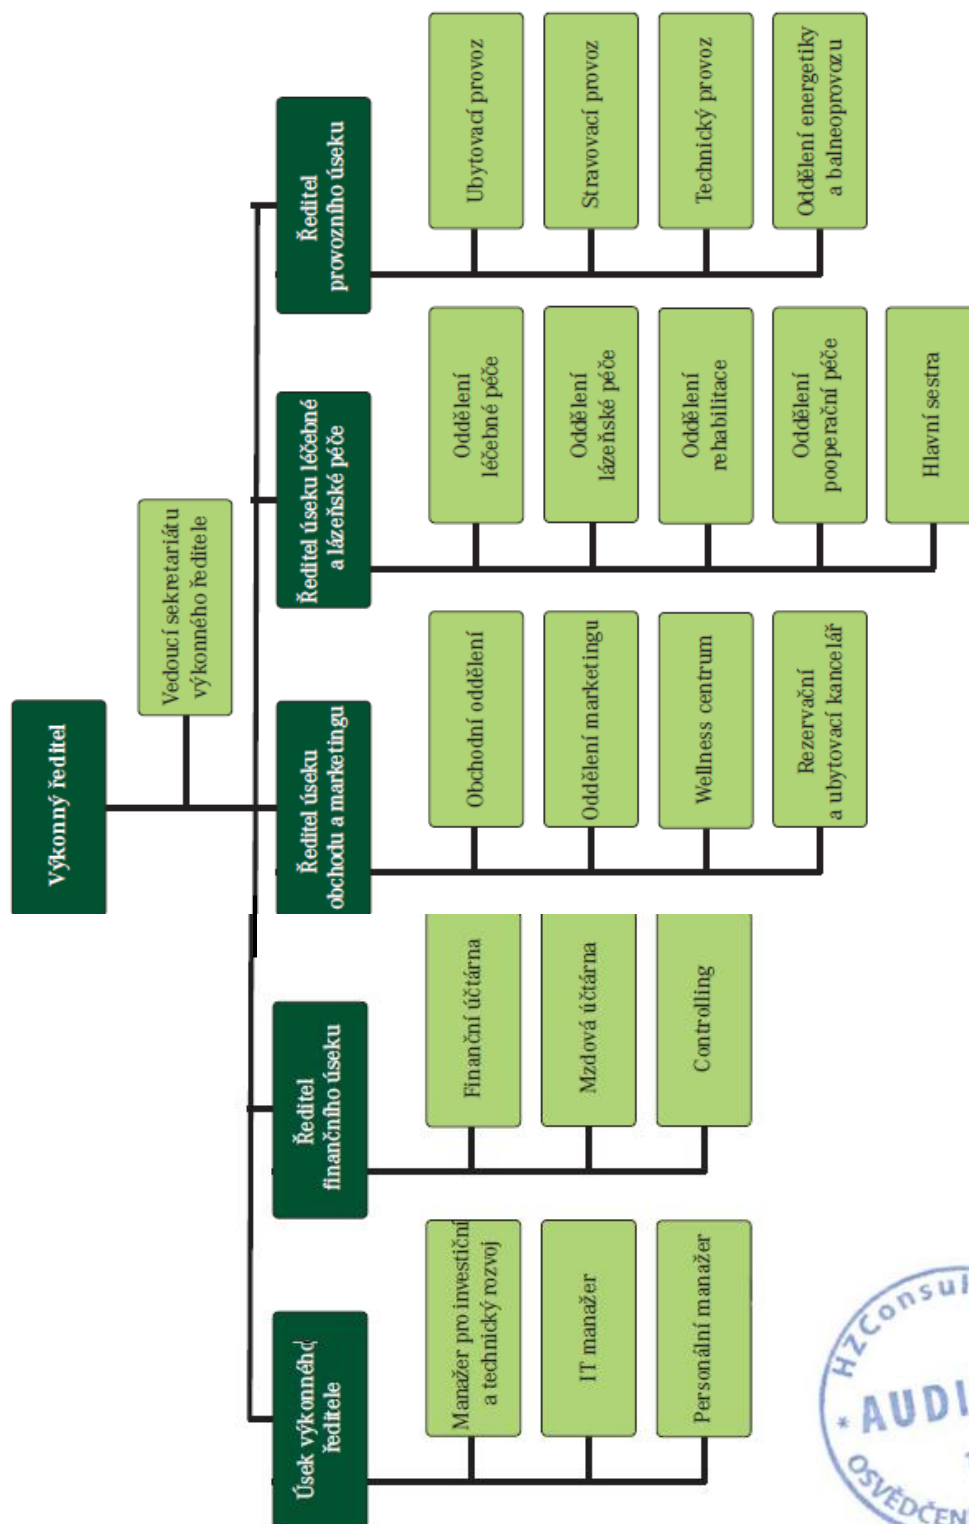 Výkonný ředitel
Vedoucí sekretariátu
výkonného ředitele
Úsek výkonného
ředitele
Manažer pro investiční
a technický rozvoj
IT manažer
Personální manažer
Ředitel
finančního úseku
Finanční účtárna
Mzdová účtárna
Controlling
Ředitel úseku
obchodu a marketingu
Obchodní oddělení
Oddělení marketingu
Wellness centrum
Rezervační
a ubytovací kancelář
Ředitel úseku léčebné
a lázeňské péče
Oddělení
léčebné péče
Oddělení
lázeňské péče
Oddělení
rehabilitace
Oddělení
pooperační péče
Hlavní sestra
Ředitel
provozního úseku
Ubytovací provoz
Stravovací provoz
Technický provoz
Oddělení energetiky
a balneoprovozu
HZConsul
* AUDI
OSVĚDČEN